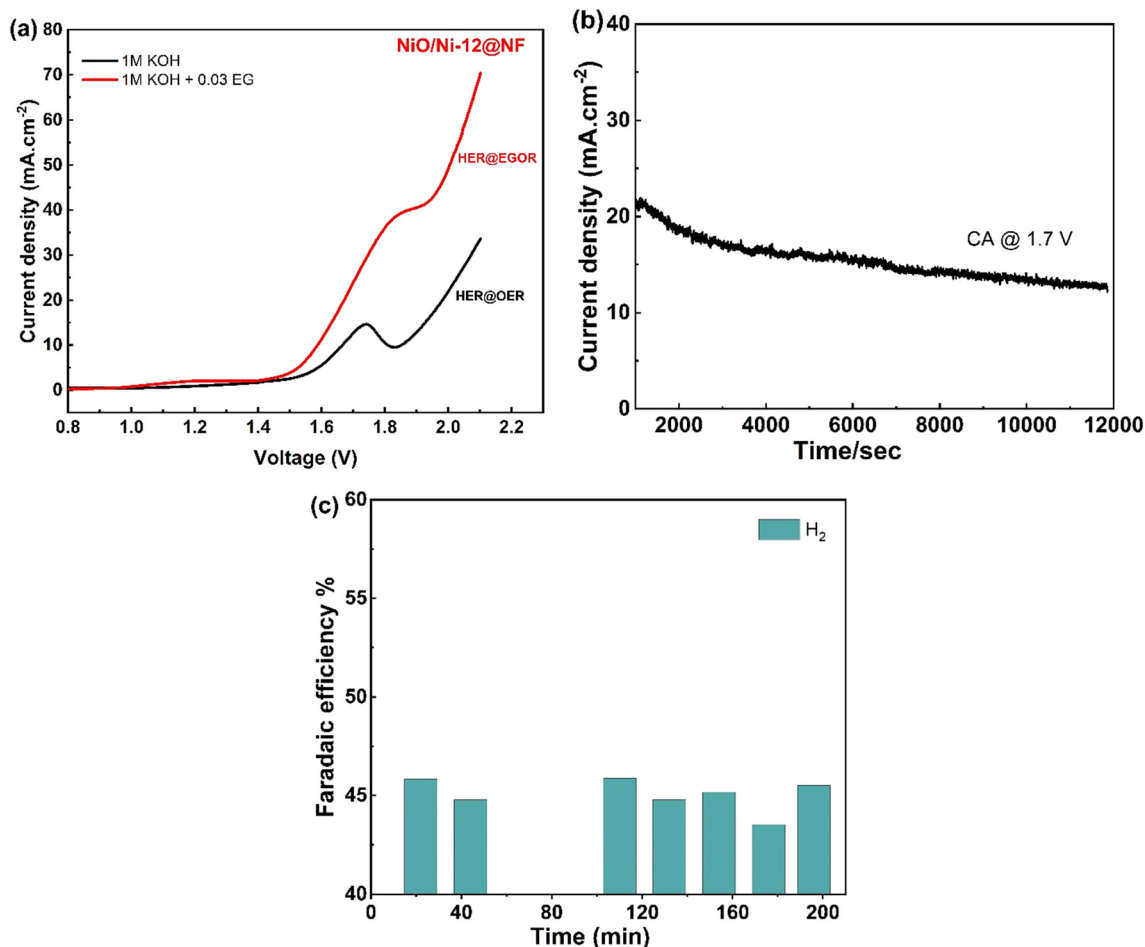 (a)
80
70
60
50
40
30
20
10
0
Current density (mA.cm⁻²)
1M KOH
1M KOH + 0.03 EG
NiO/Ni-12@NF
HER@EGOR
HER@OER
0.8 1.0 1.2 1.4 1.6 1.8 2.0 2.2
Voltage (V)
(b)
40
30
20
10
0
Current density (mA.cm⁻²)
CA @ 1.7 V
2000 4000 6000 8000 10000 12000
Time/sec
(c)
60
55
50
45
40
Faradaic efficiency %
H₂
0 40 80 120 160 200
Time (min)